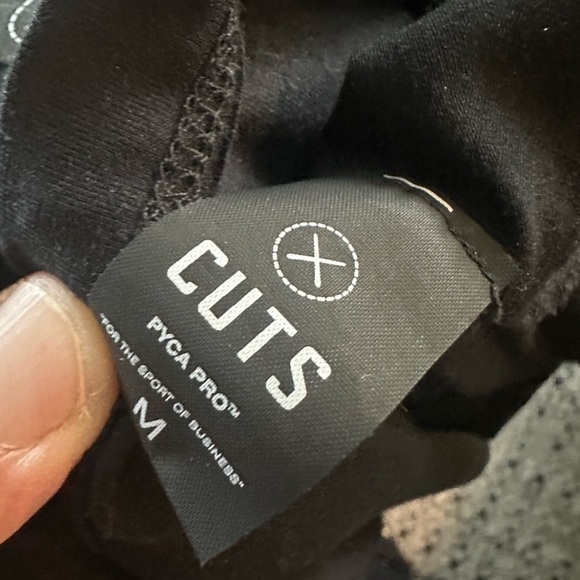 CUTS
PYCA PRO™
"FOR THE SPORT OF BUSINESS"
M